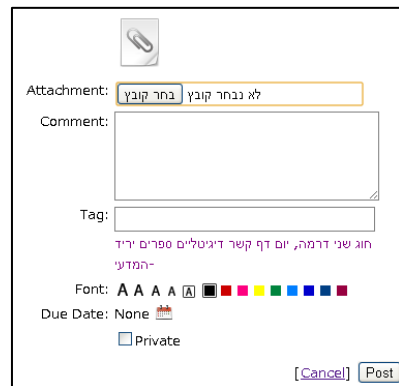 Attachment: בחר קובץ לא נבחר קובץ
Comment:
Tag:
חוג שני דרמה, יום דף קשר דיגיטליים ספרים יריד
המדעי-
Font: A A A A A
Due Date: None
Private
[Cancel] Post